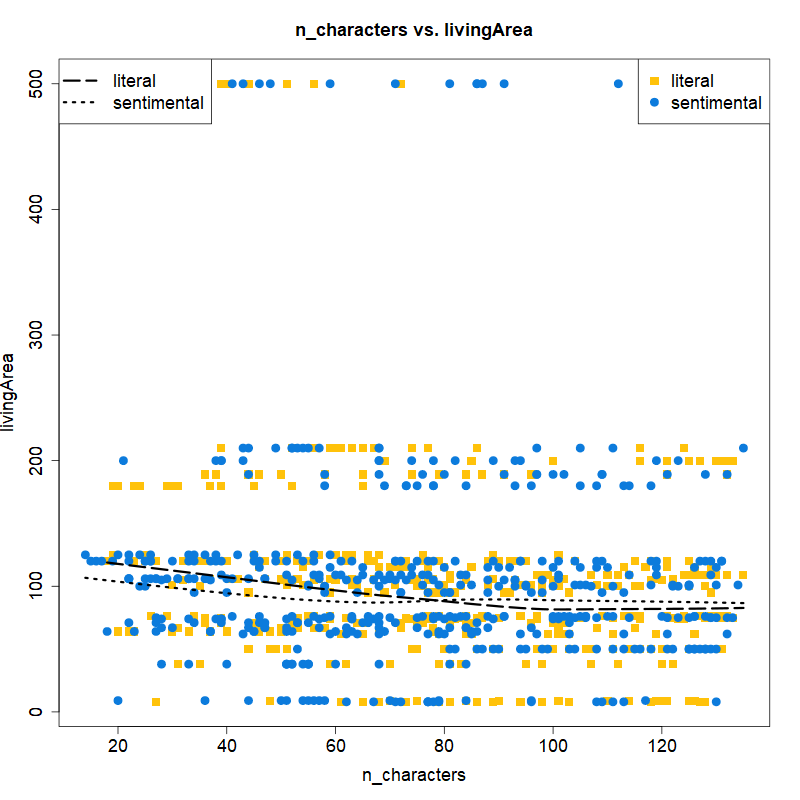 n_characters vs. livingArea
literal
sentimental
literal
sentimental
livingArea
500
400
300
200
100
0
20 40 60 80 100 120
n_characters